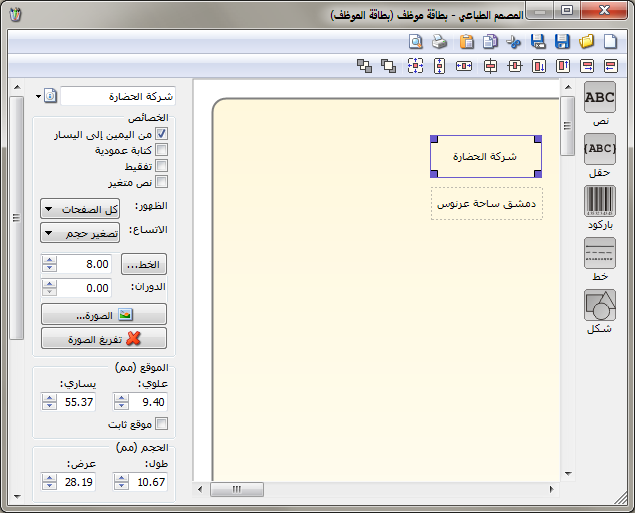 المصمم الطباعي - بطاقة موظف (بطاقة الموظف)
ABC
نص
{ABC}
حقل
باركود
خط
شكل
شركة الحضارة
دمشق ساحة عرنوس
شركة الحضارة
الخصائص
من اليمين إلى اليسار
كتابة عمودية
تفقيط
نص متغير
الظهور: كل الصفحات
الاتساع: تصغير حجم
الخط... 8.00
الدوران: 0.00
الصورة...
تفريغ الصورة
الموقع (مم)
علوي: يساري:
9.40 55.37
موقع ثابت
الحجم (مم)
طول: عرض:
10.67 28.19